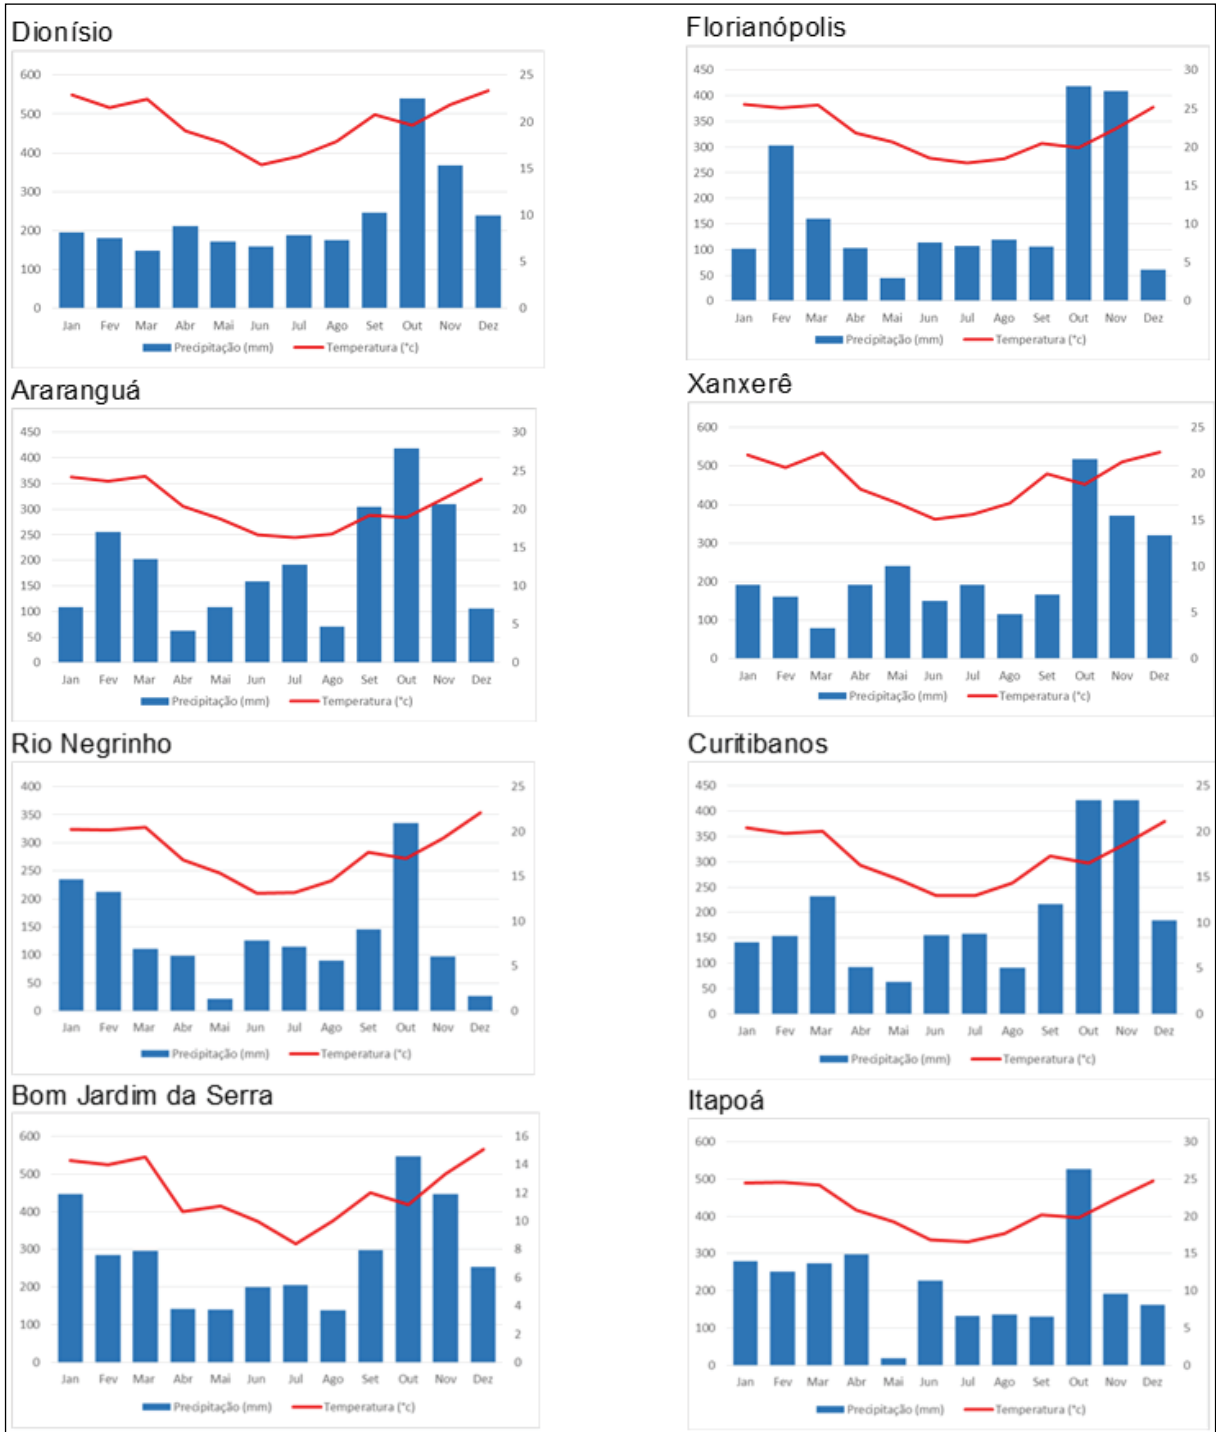 Dionísio
600 500 400 300 200 100 0
25 20 15 10 5 0
Jan Fev Mar Abr Mai Jun Jul Ago Set Out Nov Dez
Precipitação (mm) Temperatura (°c)
Florianópolis
450 400 350 300 250 200 150 100 50 0
30 25 20 15 10 5 0
Jan Fev Mar Abr Mai Jun Jul Ago Set Out Nov Dez
Precipitação (mm) Temperatura (°c)
Araranguá
450 400 350 300 250 200 150 100 50 0
30 25 20 15 10 5 0
Jan Fev Mar Abr Mai Jun Jul Ago Set Out Nov Dez
Precipitação (mm) Temperatura (°c)
Xanxerê
600 500 400 300 200 100 0
25 20 15 10 5 0
Jan Fev Mar Abr Mai Jun Jul Ago Set Out Nov Dez
Precipitação (mm) Temperatura (°c)
Rio Negrinho
400 350 300 250 200 150 100 50 0
25 20 15 10 5 0
Jan Fev Mar Abr Mai Jun Jul Ago Set Out Nov Dez
Precipitação (mm) Temperatura (°c)
Curitibanos
450 400 350 300 250 200 150 100 50 0
25 20 15 10 5 0
Jan Fev Mar Abr Mai Jun Jul Ago Set Out Nov Dez
Precipitação (mm) Temperatura (°c)
Bom Jardim da Serra
600 500 400 300 200 100 0
16 14 12 10 8 6 4 2 0
Jan Fev Mar Abr Mai Jun Jul Ago Set Out Nov Dez
Precipitação (mm) Temperatura (°c)
Itapoá
600 500 400 300 200 100 0
30 25 20 15 10 5 0
Jan Fev Mar Abr Mai Jun Jul Ago Set Out Nov Dez
Precipitação (mm) Temperatura (°c)